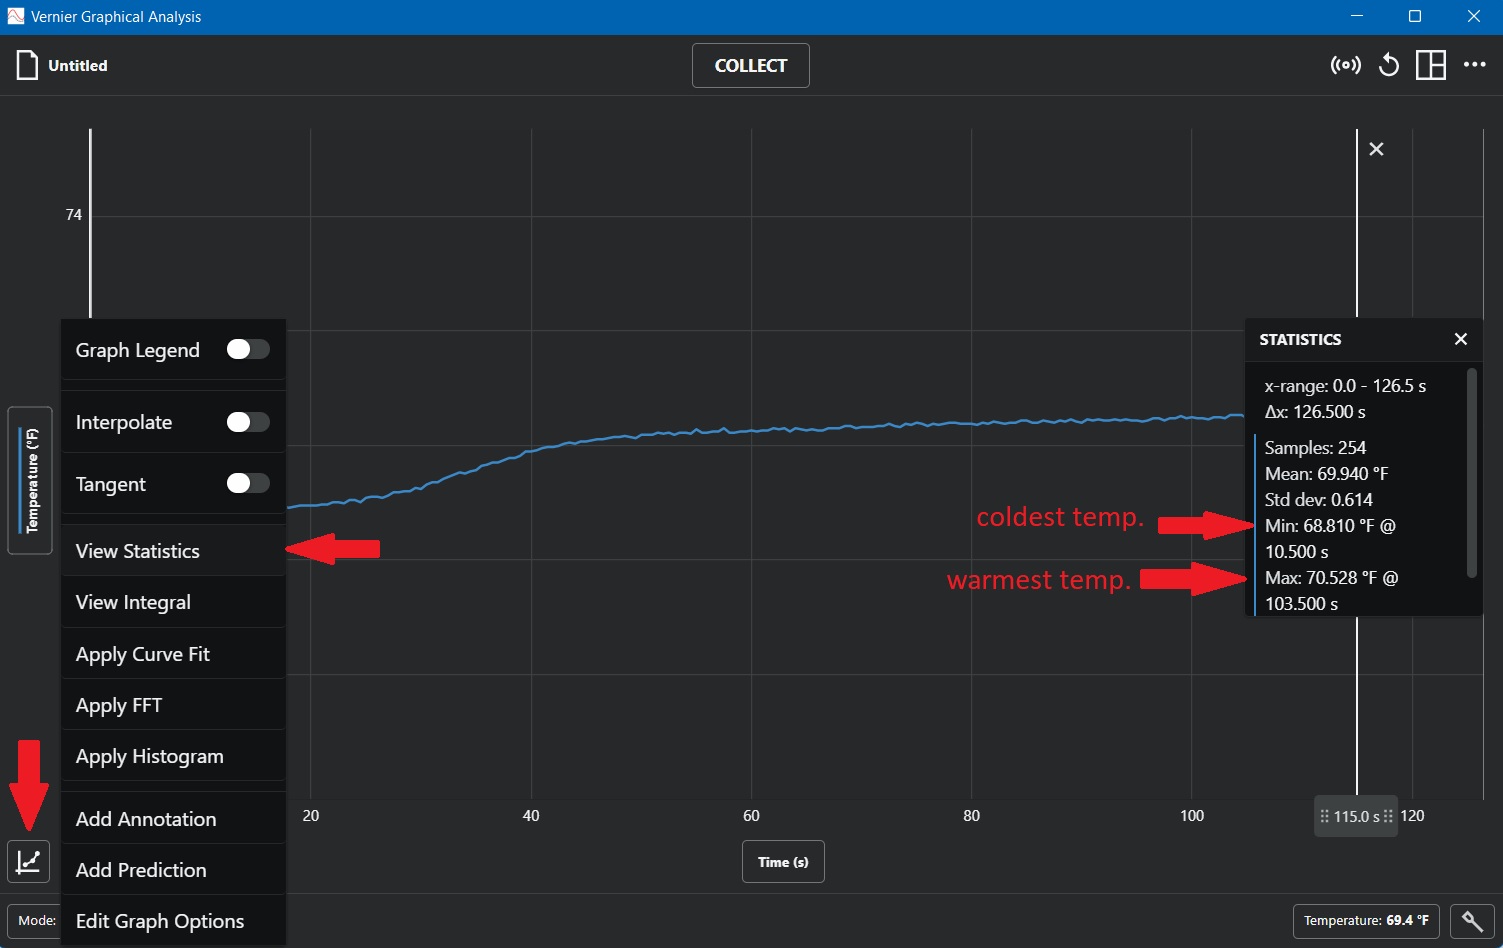 Vernier Graphical Analysis
Untitled
COLLECT
74
Graph Legend
Interpolate
Tangent
View Statistics
View Integral
Apply Curve Fit
Apply FFT
Apply Histogram
Add Annotation
Add Prediction
Edit Graph Options
Temperature (°F)
STATISTICS
x-range: 0.0 - 126.5 s
Δx: 126.500 s
Samples: 254
Mean: 69.940 °F
Std dev: 0.614
Min: 68.810 °F @
10.500 s
Max: 70.528 °F @
103.500 s
coldest temp.
warmest temp.
20 40 60 80 100 115.0 s 120
Time (s)
Mode:
Temperature: 69.4 °F